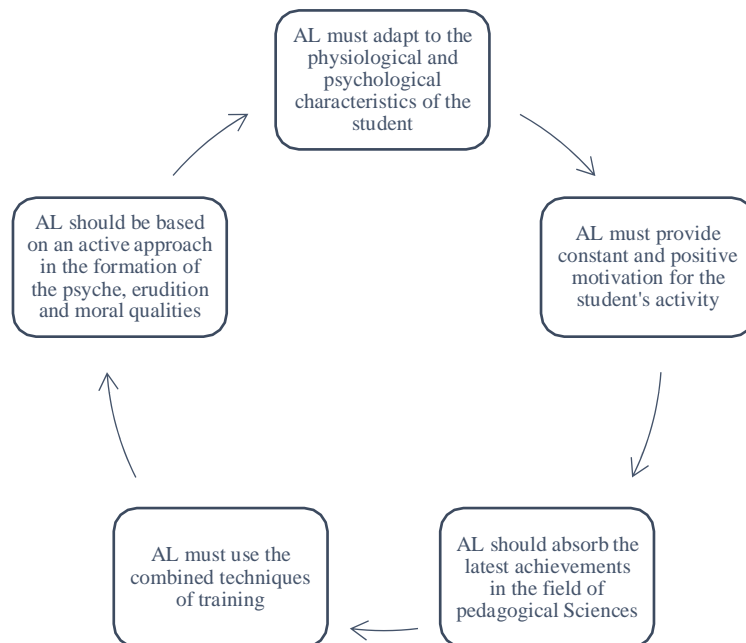 AL must adapt to the
physiological and
psychological
characteristics of the
student
AL must provide
constant and positive
motivation for the
student's activity
AL should absorb the
latest achievements
in the field of
pedagogical Sciences
AL must use the
combined techniques
of training
AL should be based
on an active approach
in the formation of
the psyche, erudition
and moral qualities